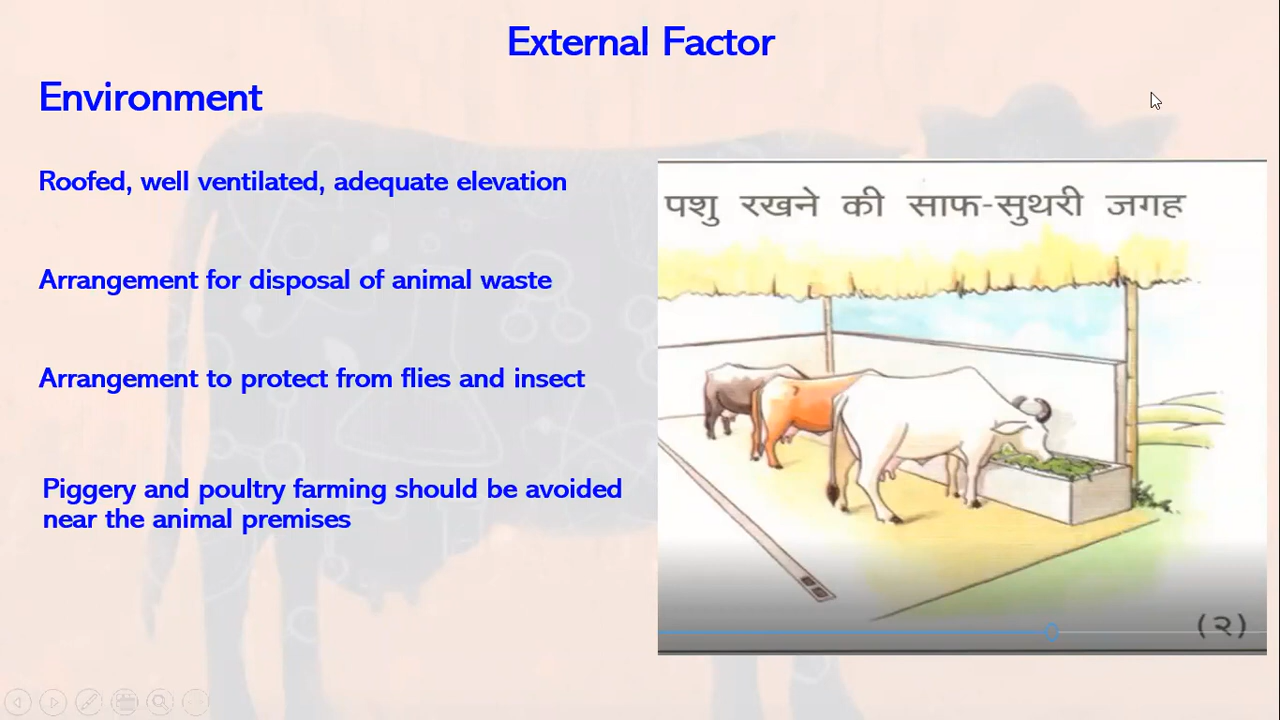 External Factor
Environment
Roofed, well ventilated, adequate elevation
Arrangement for disposal of animal waste
Arrangement to protect from flies and insect
Piggery and poultry farming should be avoided
near the animal premises
पशु रखने की साफ-सुथरी जगह
(२)